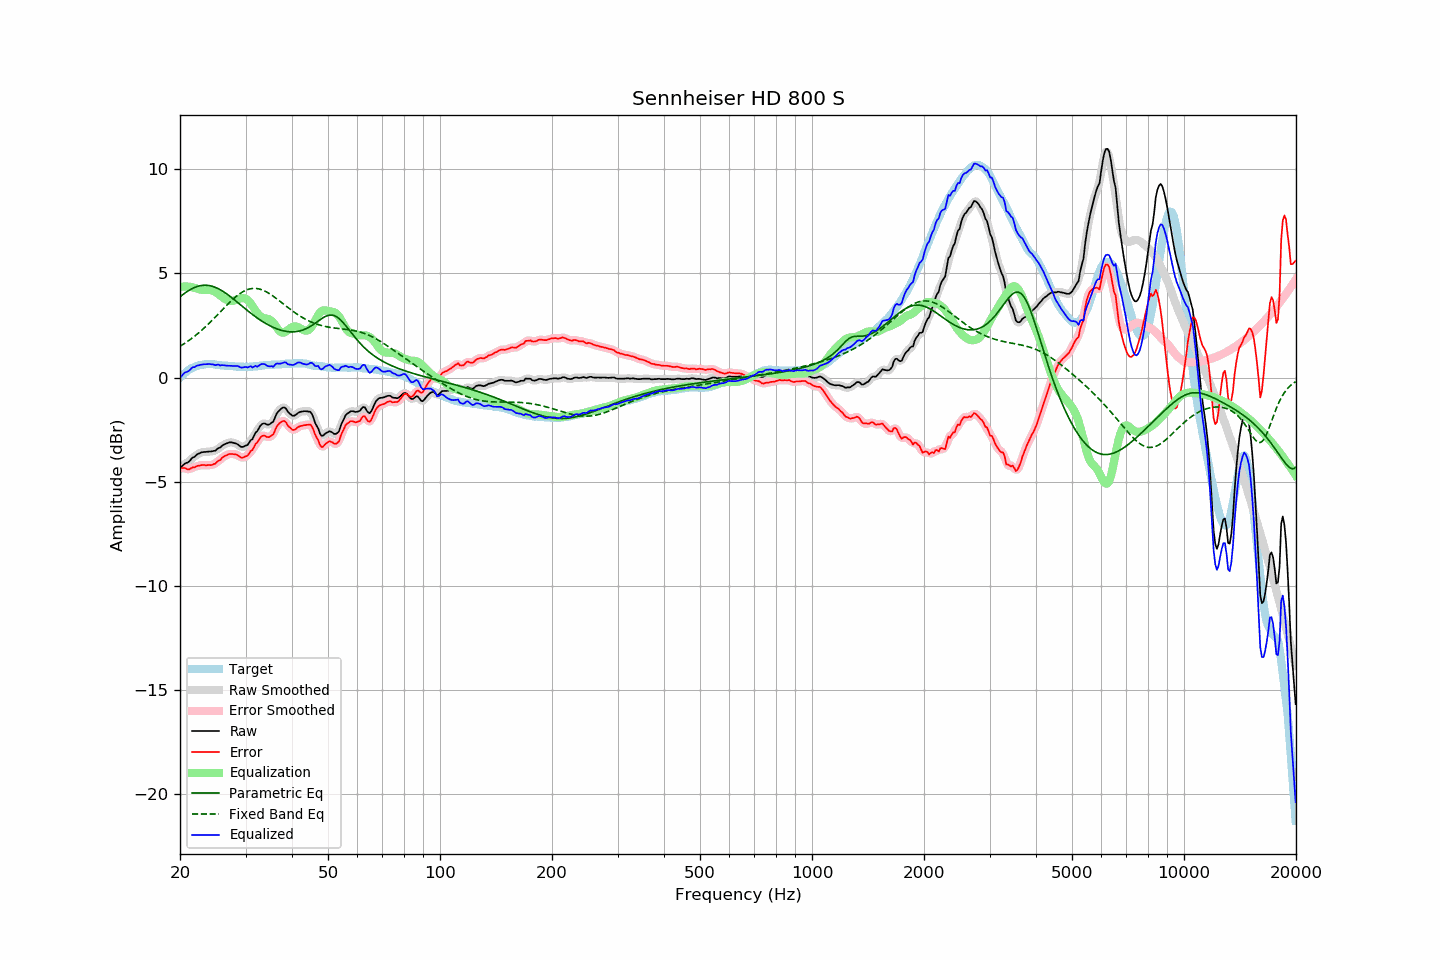 Sennheiser HD 800 S
10
5
0
−5
−10
−15
−20
Amplitude (dBr)
Target
Raw Smoothed
Error Smoothed
Raw
Error
Equalization
Parametric Eq
Fixed Band Eq
Equalized
20 50 100 200 500 1000 2000 5000 10000 20000
Frequency (Hz)